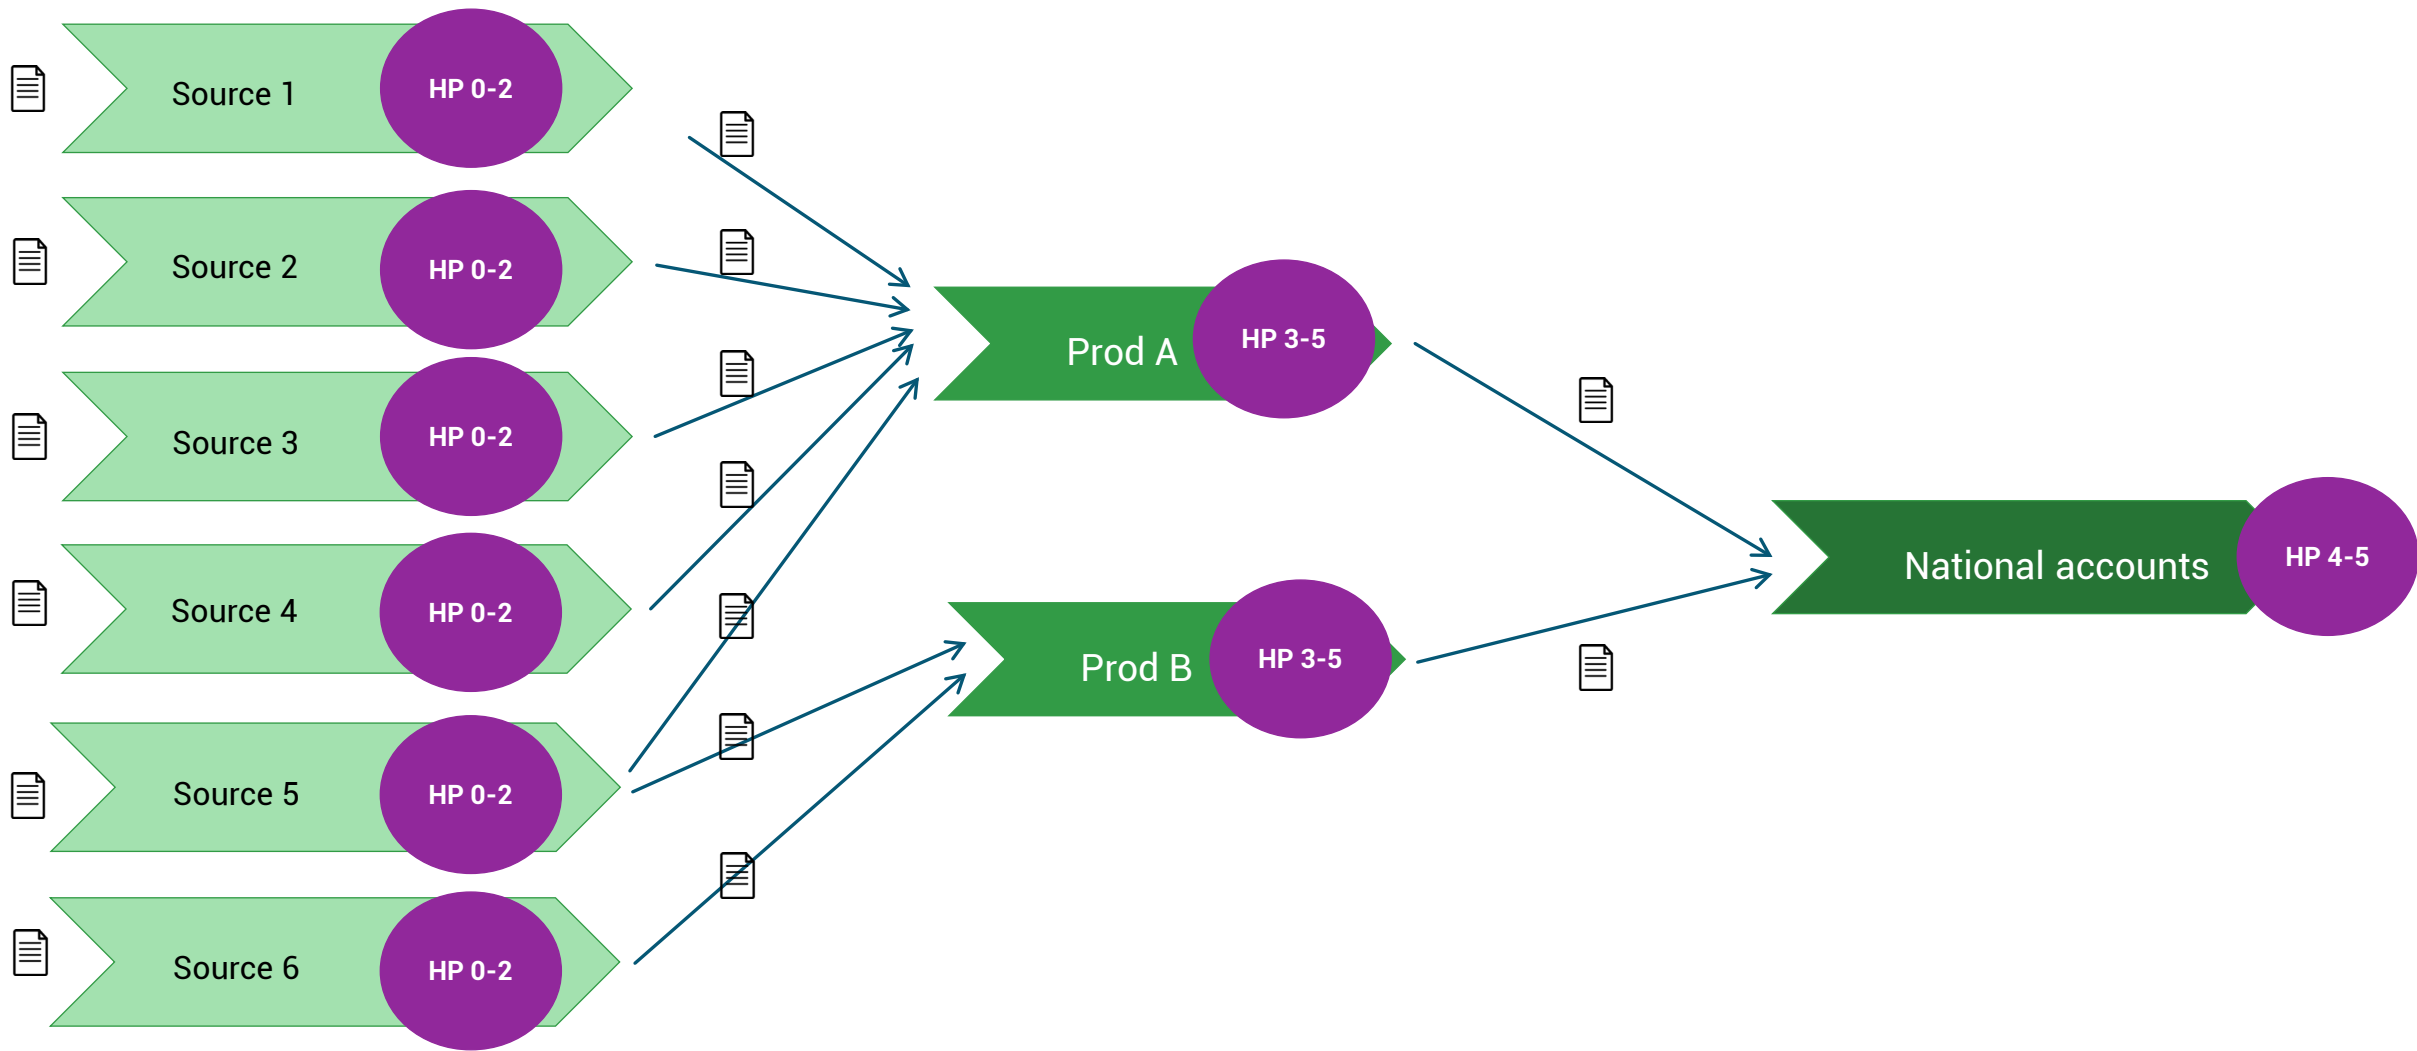 Source 1
HP 0-2
Source 2
HP 0-2
Source 3
HP 0-2
Source 4
HP 0-2
Source 5
HP 0-2
Source 6
HP 0-2
Prod A
HP 3-5
Prod B
HP 3-5
National accounts
HP 4-5